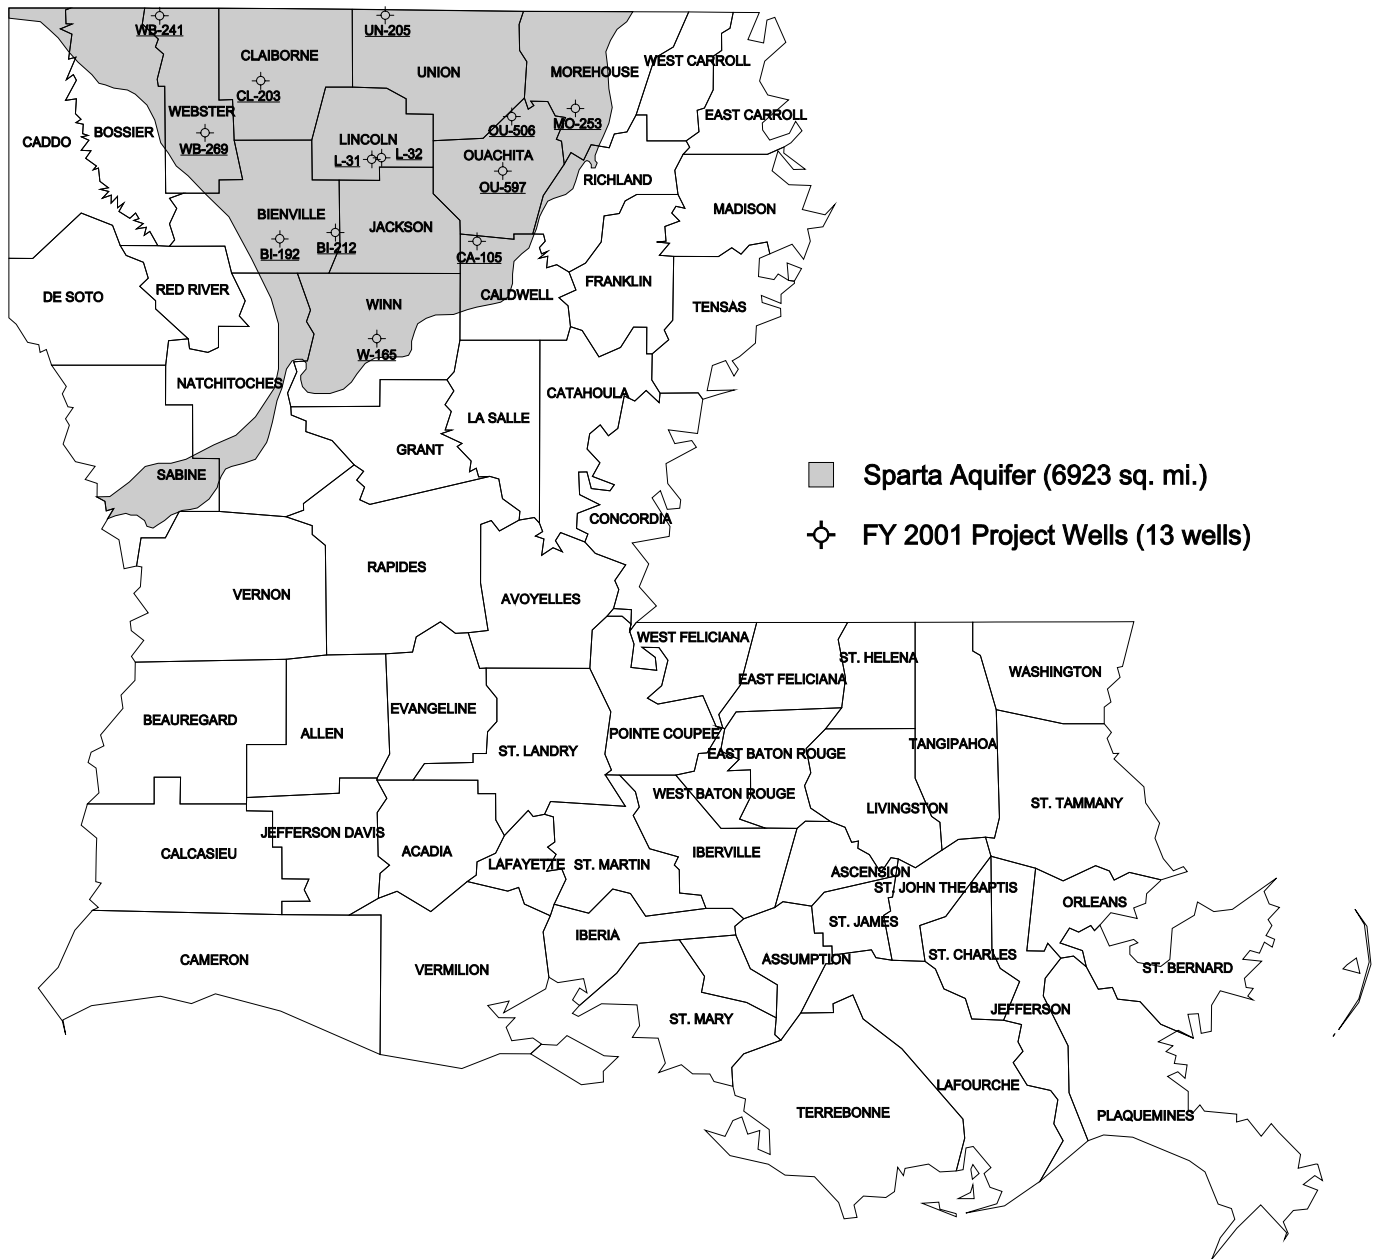 WB-241
UN-205
CLAIBORNE
UNION
MOREHOUSE
WEST CARROLL
CL-203
WEBSTER
EAST CARROLL
CADDO
BOSSIER
WB-269
LINCOLN
OU-506
MO-253
L-31
L-32
OUACHITA
OU-597
RICHLAND
MADISON
BIENVILLE
JACKSON
BI-192
BI-212
CA-105
DE SOTO
RED RIVER
WINN
CALDWELL
FRANKLIN
TENSAS
W-165
NATCHITOCHES
CATAHOULA
LA SALLE
GRANT
SABINE
Sparta Aquifer (6923 sq. mi.)
CONCORDIA
FY 2001 Project Wells (13 wells)
RAPIDES
VERNON
AVOYELLES
WEST FELICIANA
ST. HELENA
WASHINGTON
EAST FELICIANA
BEAUREGARD
ALLEN
EVANGELINE
ST. LANDRY
POINTE COUPEE
EAST BATON ROUGE
TANGIPAHOA
WEST BATON ROUGE
LIVINGSTON
ST. TAMMANY
CALCASIEU
JEFFERSON DAVIS
ACADIA
LAFAYETTE
ST. MARTIN
IBERVILLE
ASCENSION
ST. JOHN THE BAPTIS
ORLEANS
ST. JAMES
IBERIA
ASSUMPTION
ST. CHARLES
CAMERON
VERMILION
ST. BERNARD
ST. MARY
JEFFERSON
LAFOURCHE
TERREBONNE
PLAQUEMINES